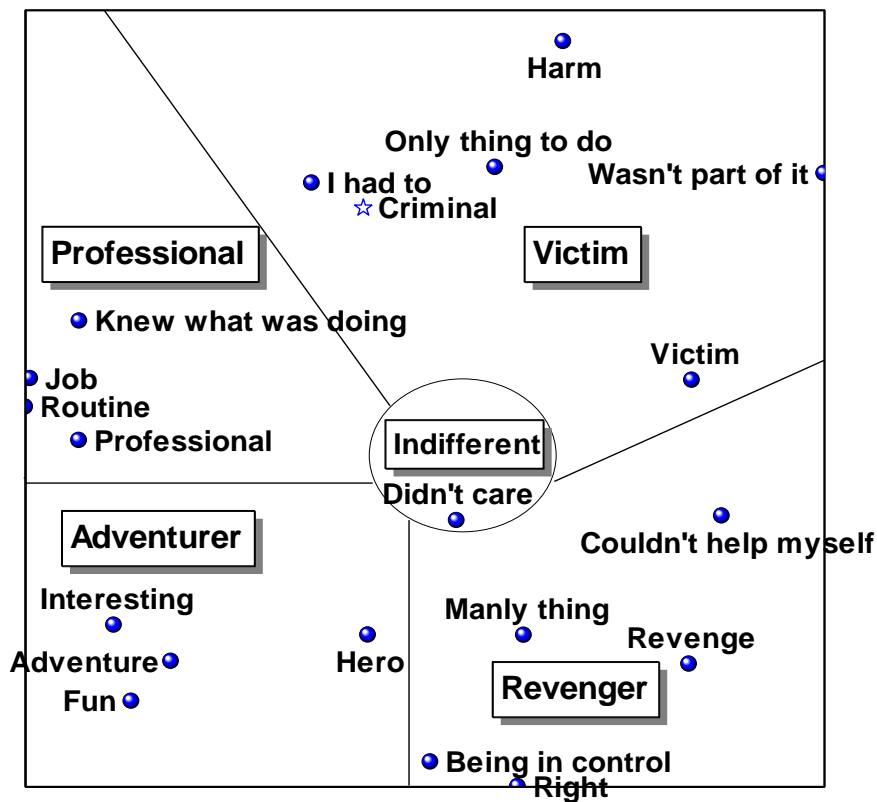 Harm
Only thing to do
Wasn't part of it
I had to
Criminal
Professional
Victim
Knew what was doing
Victim
Job
Routine
Professional
Indifferent
Didn't care
Adventurer
Couldn't help myself
Interesting
Manly thing
Adventure
Hero
Revenge
Fun
Revenger
Being in control
Right